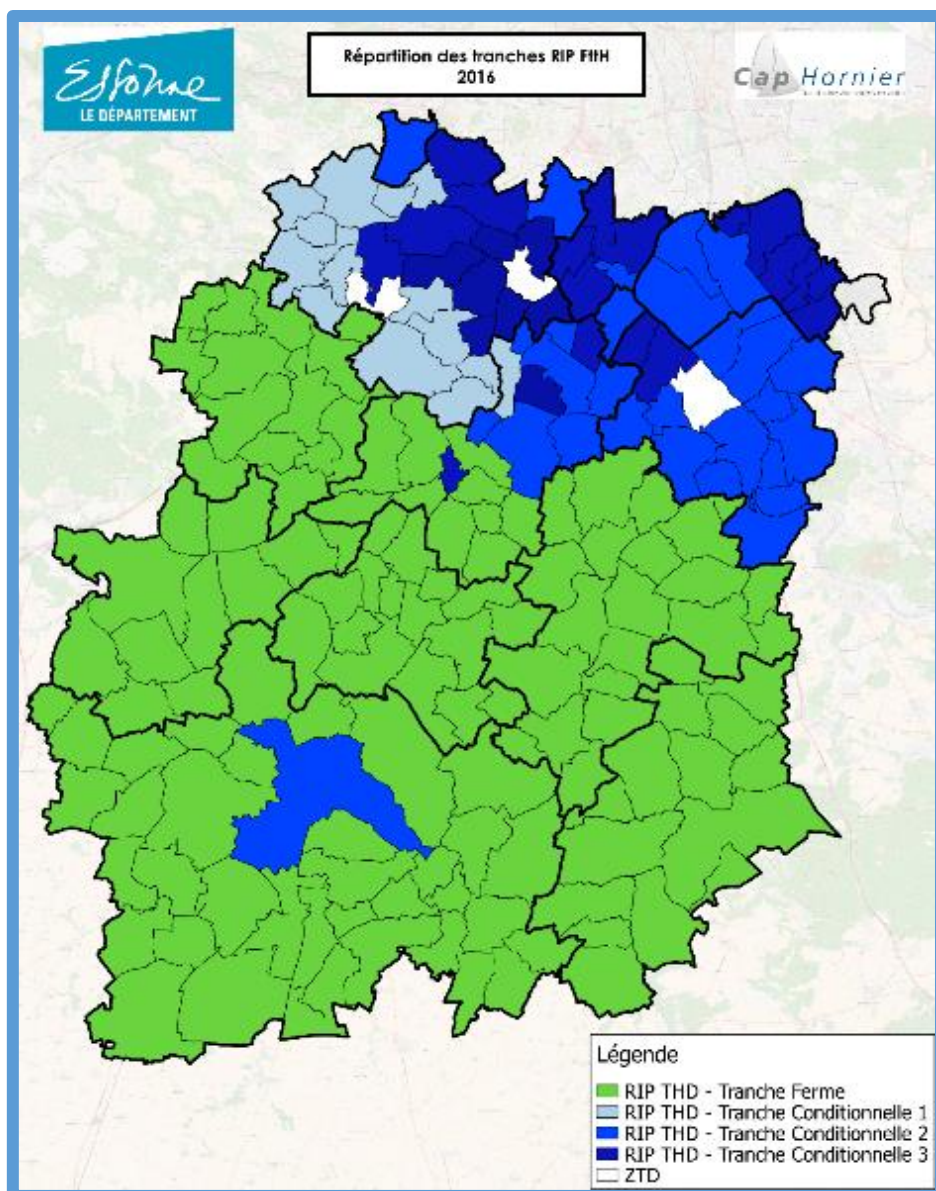 Essonne
LE DÉPARTEMENT
Répartition des tranches RIP FttH
2016
Cap Hornier
Légende
RIP THD - Tranche Ferme
RIP THD - Tranche Conditionnelle 1
RIP THD - Tranche Conditionnelle 2
RIP THD - Tranche Conditionnelle 3
ZTD